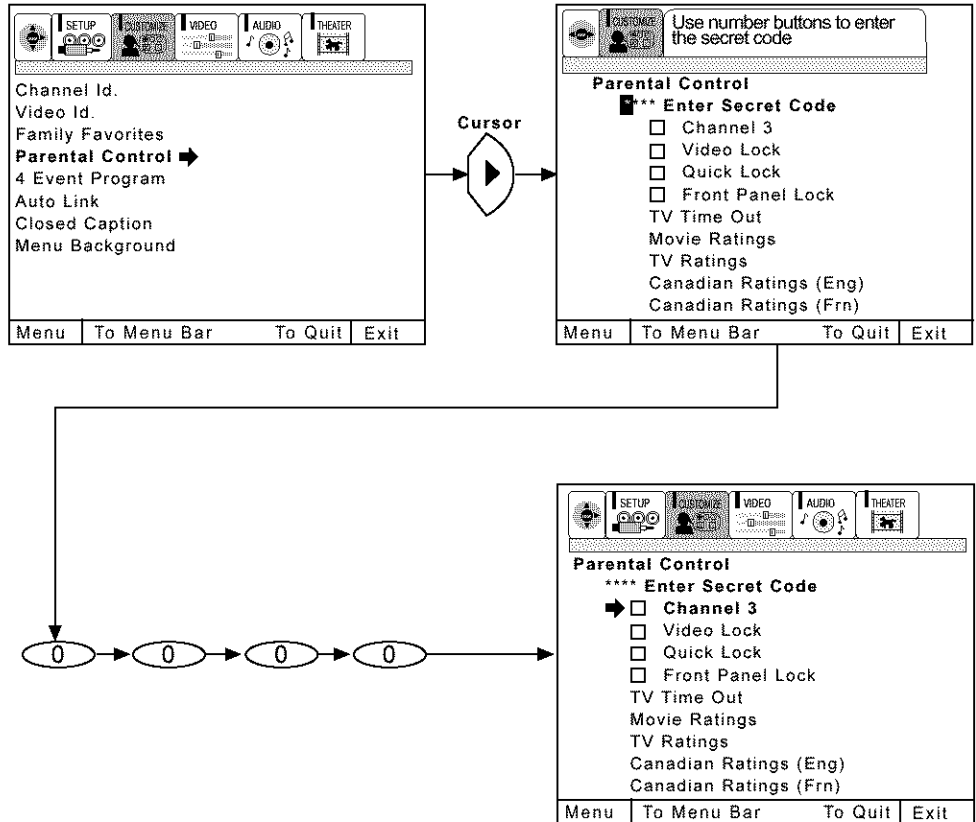 SETUP CUSTOMIZE VIDEO AUDIO THEATER
Channel Id.
Video Id.
Family Favorites
Parental Control
4 Event Program
Auto Link
Closed Caption
Menu Background
Menu To Menu Bar To Quit Exit
Cursor
CUSTOMIZE
Use number buttons to enter
the secret code
Parental Control
**** Enter Secret Code
Channel 3
Video Lock
Quick Lock
Front Panel Lock
TV Time Out
Movie Ratings
TV Ratings
Canadian Ratings (Eng)
Canadian Ratings (Frn)
Menu To Menu Bar To Quit Exit
0 0 0 0
SETUP CUSTOMIZE VIDEO AUDIO THEATER
Parental Control
**** Enter Secret Code
Channel 3
Video Lock
Quick Lock
Front Panel Lock
TV Time Out
Movie Ratings
TV Ratings
Canadian Ratings (Eng)
Canadian Ratings (Frn)
Menu To Menu Bar To Quit Exit